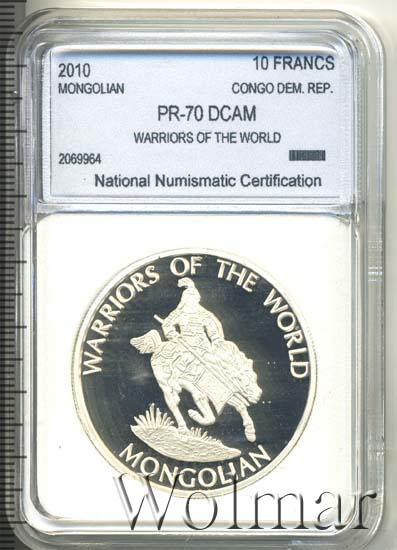 2010 10 FRANCS
MONGOLIAN CONGO DEM. REP.
PR-70 DCAM
WARRIORS OF THE WORLD
2069964
National Numismatic Certification
WARRIORS OF THE WORLD
MONGOLIAN
Wolmar